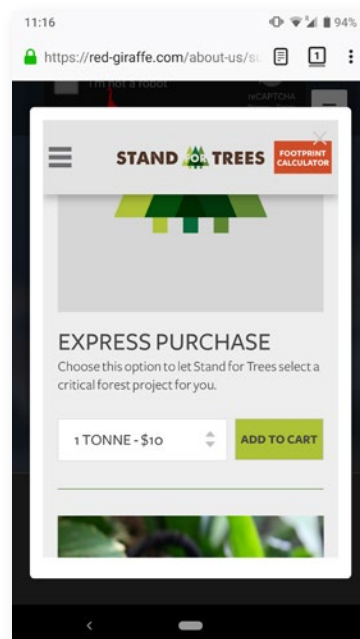 11:16
94%
https://red-giraffe.com/about-us/su
1
I'm not a robot
reCAPTCHA
STAND FOR TREES
FOOTPRINT
CALCULATOR
EXPRESS PURCHASE
Choose this option to let Stand for Trees select a
critical forest project for you.
1 TONNE - $10
ADD TO CART